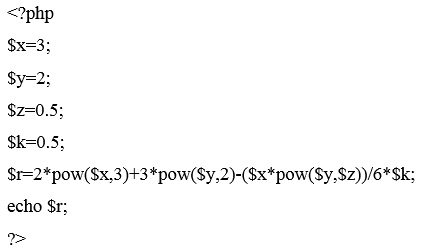 <?php
$x=3;
$y=2;
$z=0.5;
$k=0.5;
$r=2*pow($x,3)+3*pow($y,2)-($x*pow($y,$z))/6*$k;
echo $r;
?>